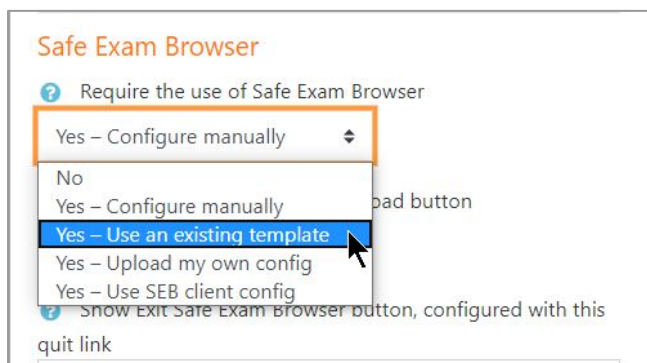 Safe Exam Browser
Require the use of Safe Exam Browser
Yes – Configure manually
No
Yes – Configure manually
oad button
Yes – Use an existing template
Yes – Upload my own config
Yes – Use SEB client config
Show Exit Safe Exam Browser button, configured with this
quit link